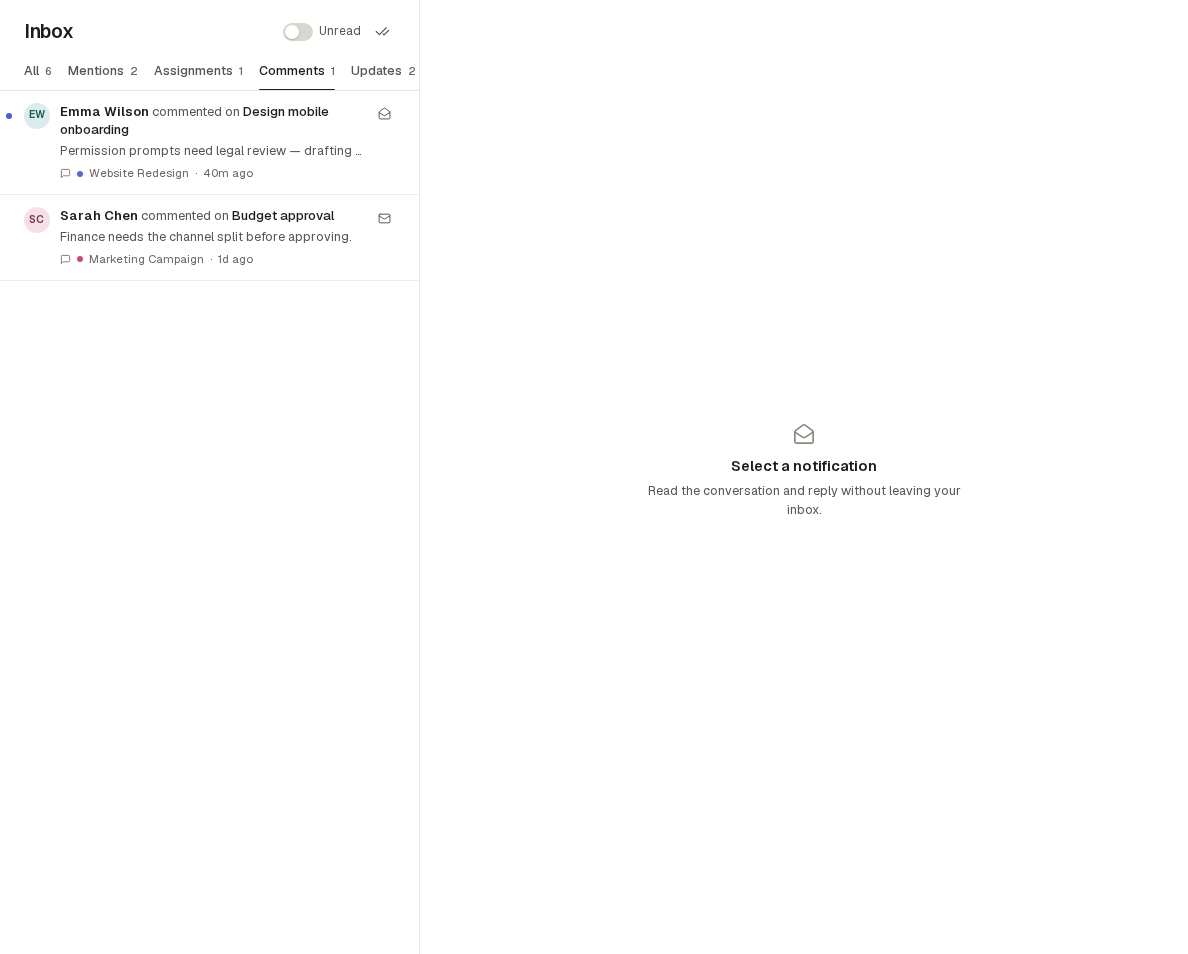 Inbox
Unread
All 6 Mentions 2 Assignments 1 Comments 1 Updates 2
EW
Emma Wilson commented on Design mobile
onboarding
Permission prompts need legal review — drafting …
Website Redesign · 40m ago
SC
Sarah Chen commented on Budget approval
Finance needs the channel split before approving.
Marketing Campaign · 1d ago
Select a notification
Read the conversation and reply without leaving your
inbox.